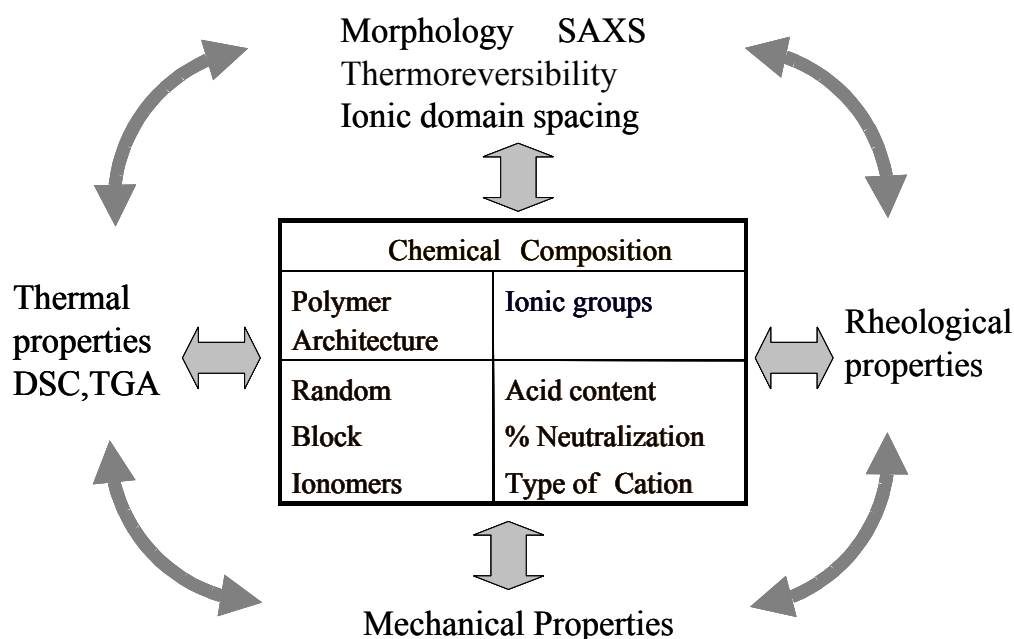 Morphology SAXS
Thermoreversibility
Ionic domain spacing
Chemical Composition
Polymer
Architecture
Ionic groups
Random
Block
Ionomers
Acid content
% Neutralization
Type of Cation
Thermal
properties
DSC,TGA
Rheological
properties
Mechanical Properties